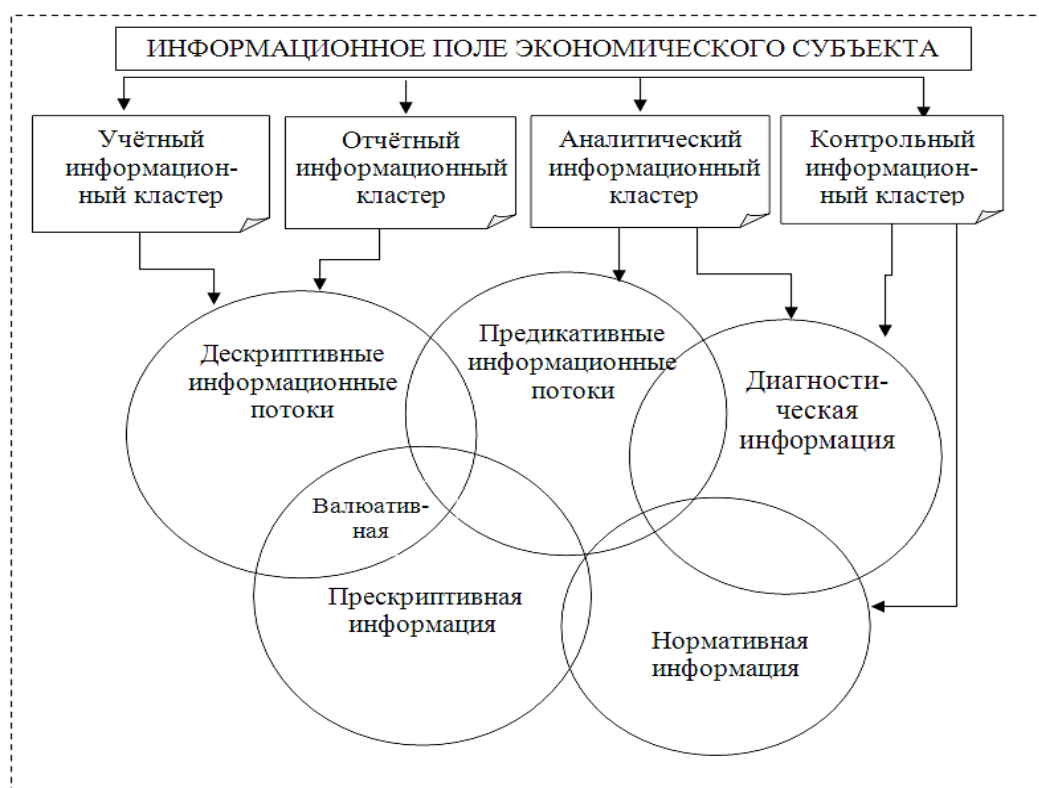 ИНФОРМАЦИОННОЕ ПОЛЕ ЭКОНОМИЧЕСКОГО СУБЪЕКТА
Учётный
информацион-
ный кластер
Отчётный
информационный
кластер
Аналитический
информационный
кластер
Контрольный
информацион-
ный кластер
Дескриптивные
информационные
потоки
Предикативные
информационные
потоки
Диагности-
ческая
информация
Валюатив-
ная
Прескриптивная
информация
Нормативная
информация